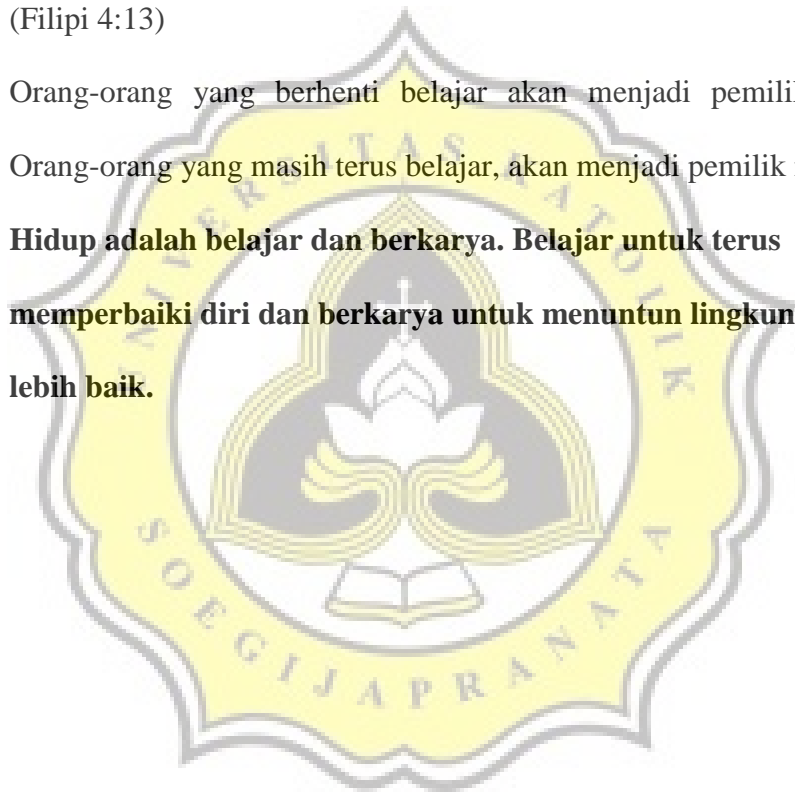 (Filipi 4:13)
Orang-orang yang berhenti belajar akan menjadi pemilik
Orang-orang yang masih terus belajar, akan menjadi pemilik
Hidup adalah belajar dan berkarya. Belajar untuk terus
memperbaiki diri dan berkarya untuk menuntun
lebih baik.
UNIVERSITAS KATOLIK
SOEGIJAPRANATA